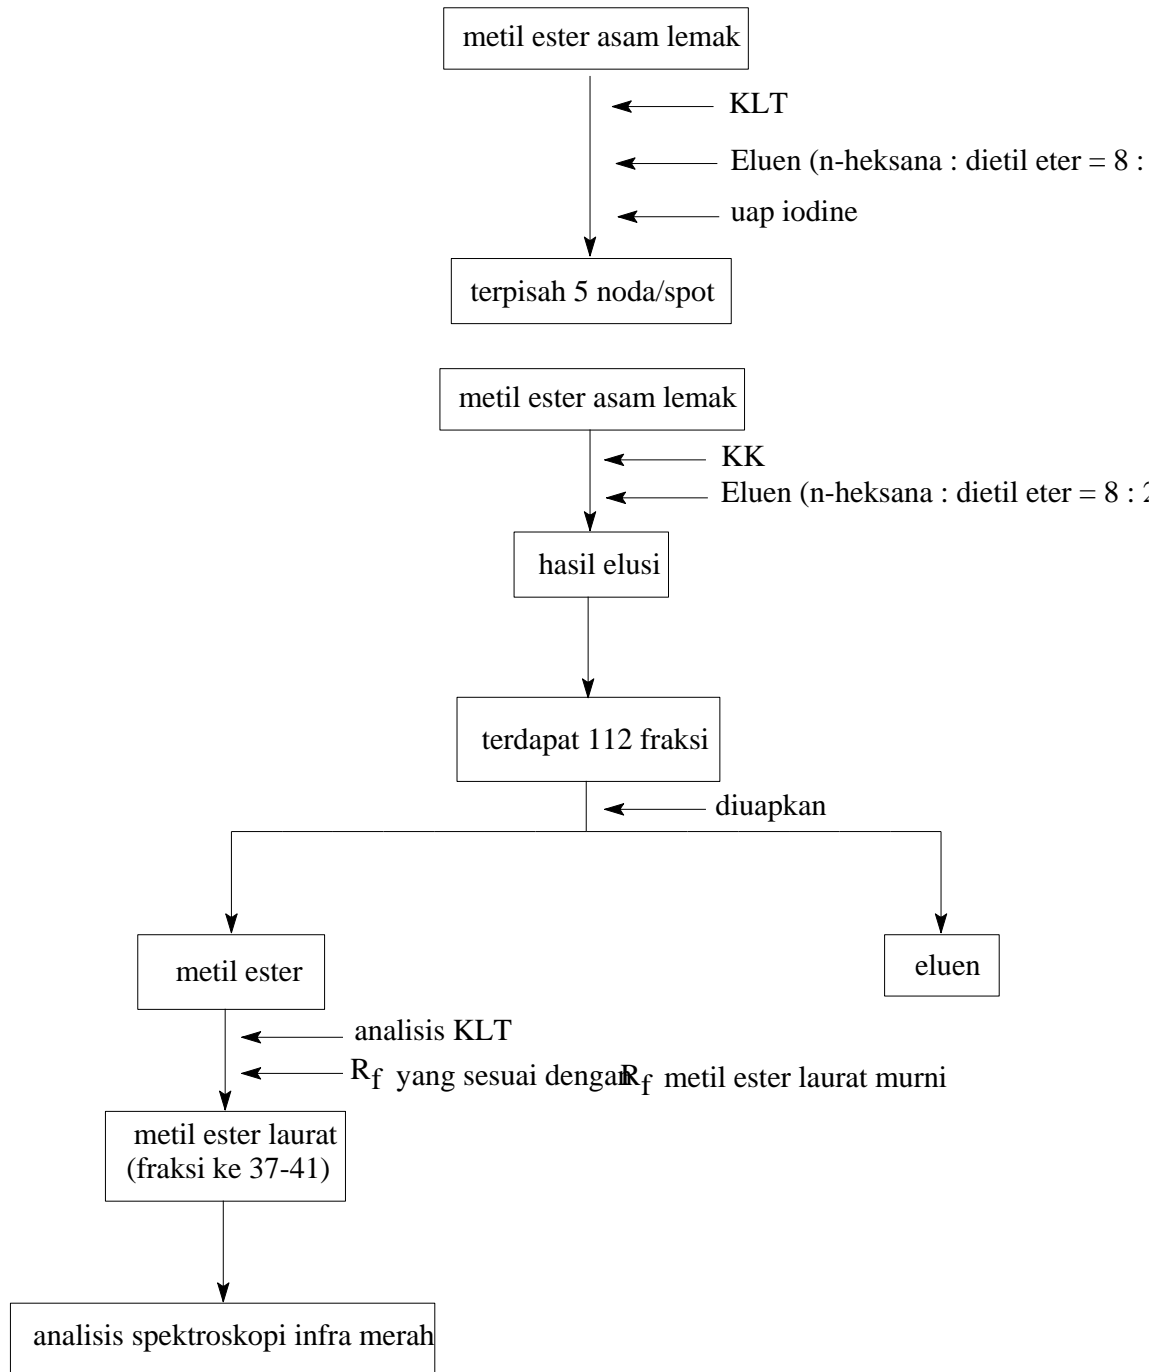 metil ester asam lemak
KLT
Eluen (n-heksana : dietil eter = 8 :
uap iodine
terpisah 5 noda/spot
metil ester asam lemak
KK
Eluen (n-heksana : dietil eter = 8 : 2
hasil elusi
terdapat 112 fraksi
diuapkan
metil ester
eluen
analisis KLT
Rf yang sesuai dengan Rf metil ester laurat murni
metil ester laurat
(fraksi ke 37-41)
analisis spektroskopi infra merah